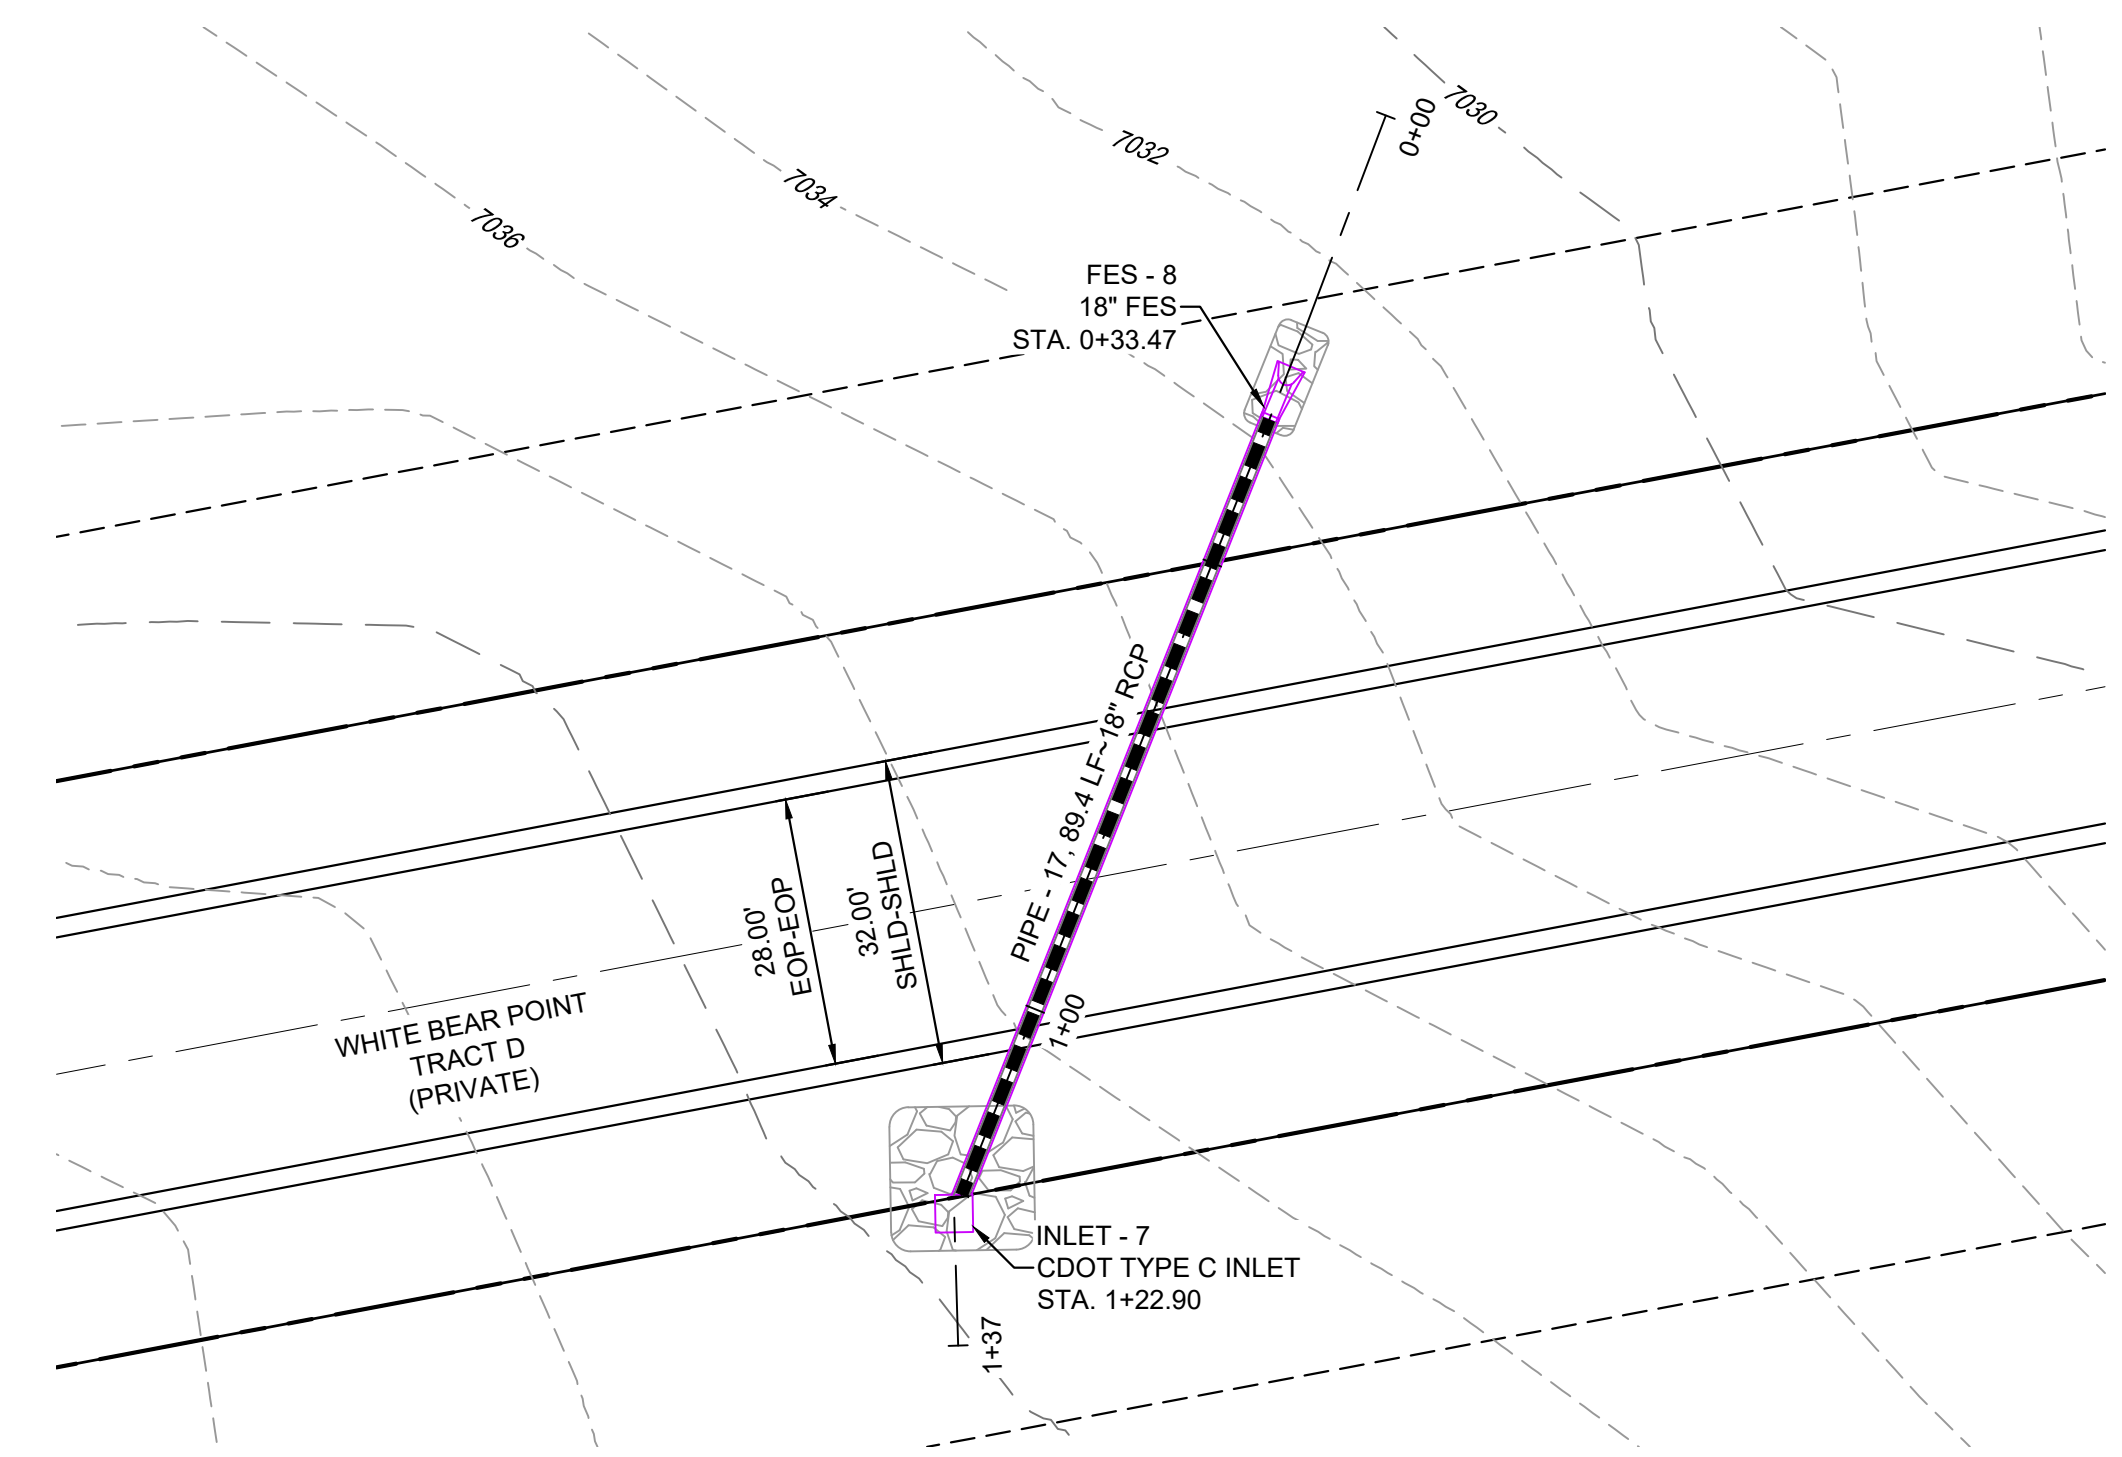 7030
0+00
7032
7034
7036
FES - 8
18" FES
STA. 0+33.47
PIPE - 17, 89.4 LF~18" RCP
28.00'
EOP-EOP
32.00'
SHLD-SHLD
WHITE BEAR POINT
TRACT D
(PRIVATE)
1+00
INLET - 7
CDOT TYPE C INLET
STA. 1+22.90
1+37